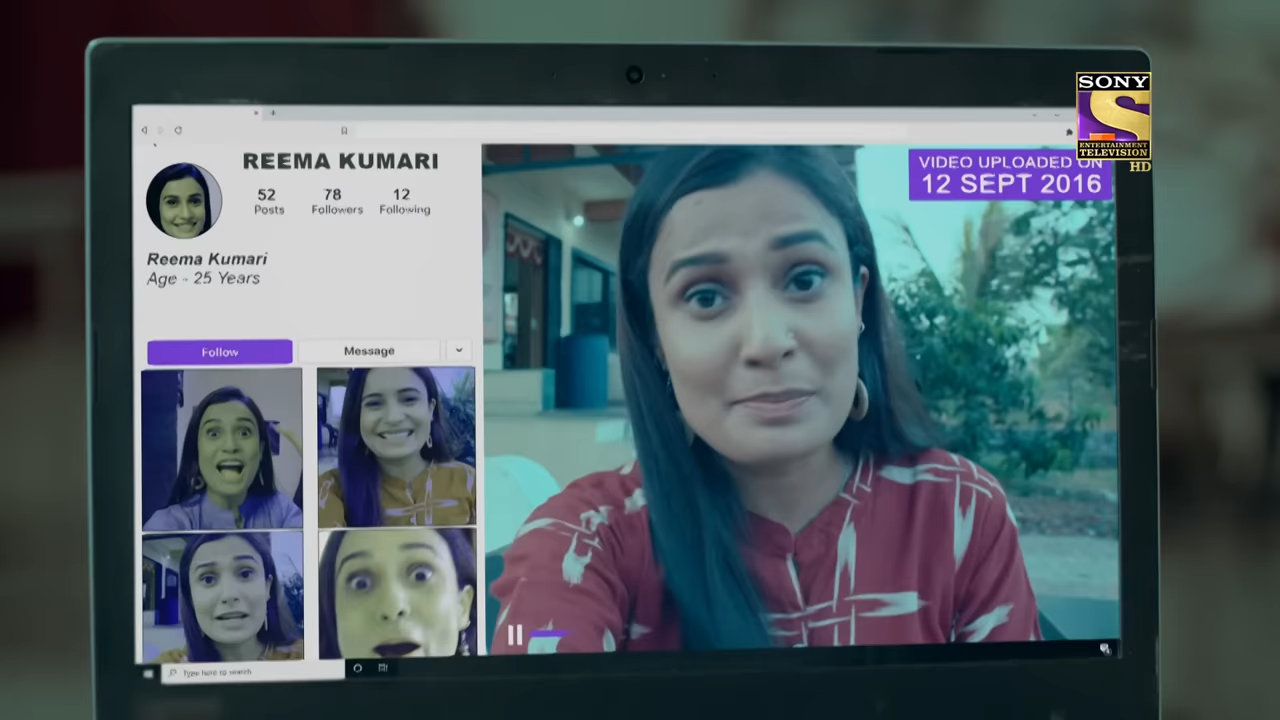 SONY
ENTERTAINMENT
TELEVISION
HD
REEMA KUMARI
52 78 12
Posts Followers Following
Reema Kumari
Age - 25 Years
Follow Message
VIDEO UPLOADED ON
12 SEPT 2016
Type here to search